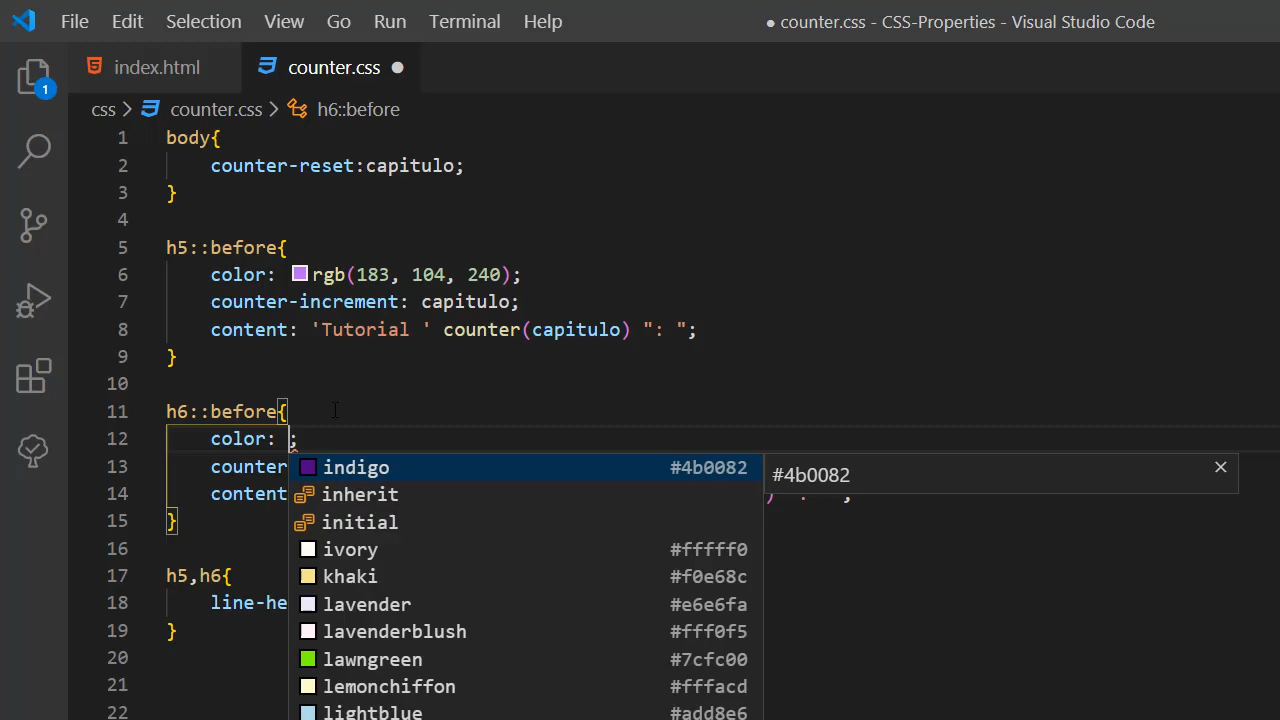 File Edit Selection View Go Run Terminal Help ● counter.css - CSS-Properties - Visual Studio Code
index.html counter.css ●
1
css > counter.css > h6::before
1 body{
2 counter-reset:capitulo;
3 }
4
5 h5::before{
6 color: rgb(183, 104, 240);
7 counter-increment: capitulo;
8 content: 'Tutorial ' counter(capitulo) ": ";
9 }
10
11 h6::before{
12 color: ;
13 counter
14 content
15 }
16
17 h5,h6{
18 line-he
19 }
20
21
22
indigo #4b0082
inherit
initial
ivory #fffff0
khaki #f0e68c
lavender #e6e6fa
lavenderblush #fff0f5
lawngreen #7cfc00
lemonchiffon #fffacd
lightblue #add8e6
#4b0082